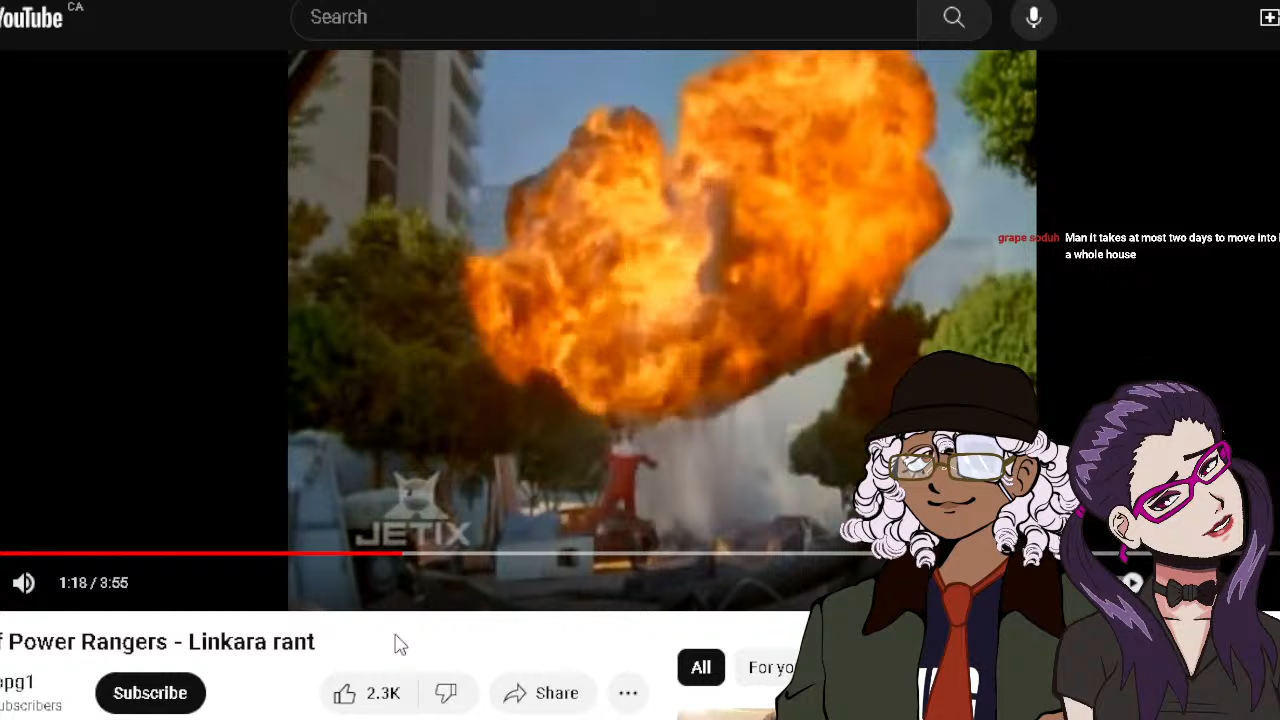 YouTube CA
Search
grape soduh Man it takes at most two days to move into
a whole house
JETIX
1:18 / 3:55
f Power Rangers - Linkara rant
pg1
Subscribe
2.3K
Share
All
For yo
ubscribers